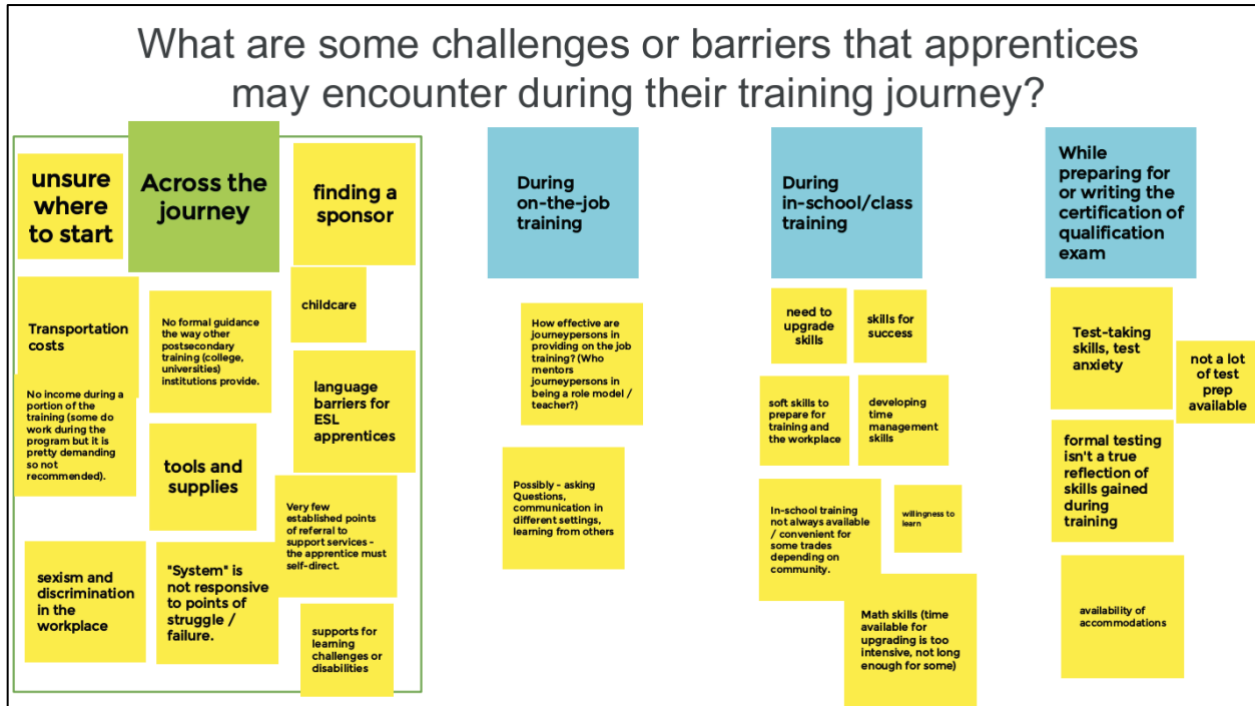 What are some challenges or barriers that apprentices
may encounter during their training journey?
unsure
where
to start
Across the
journey
finding a
sponsor
Transportation
costs
No formal guidance
the way other
postsecondary
training (college,
universities)
institutions provide.
childcare
No income during a
portion of the
training (some do
work during the
program but it is
pretty demanding
so not
recommended).
language
barriers for
ESL
apprentices
tools and
supplies
Very few
established points
of referral to
support services -
the apprentice must
self-direct.
sexism and
discrimination
in the
workplace
"System" is
not responsive
to points of
struggle /
failure.
supports for
learning
challenges or
disabilities
During
on-the-job
training
How effective are
journeypersons in
providing on the job
training? (Who
mentors
journeypersons in
being a role model /
teacher?)
Possibly - asking
Questions,
communication in
different settings,
learning from others
During
in-school/class
training
need to
upgrade
skills
skills for
success
soft skills to
prepare for
training and
the workplace
developing
time
management
skills
In-school training
not always available
/ convenient for
some trades
depending on
community.
willingness to
learn
Math skills (time
available for
upgrading is too
intensive, not long
enough for some)
While
preparing for
or writing the
certification of
qualification
exam
Test-taking
skills, test
anxiety
not a lot
of test
prep
available
formal testing
isn't a true
reflection of
skills gained
during
training
availability of
accommodations